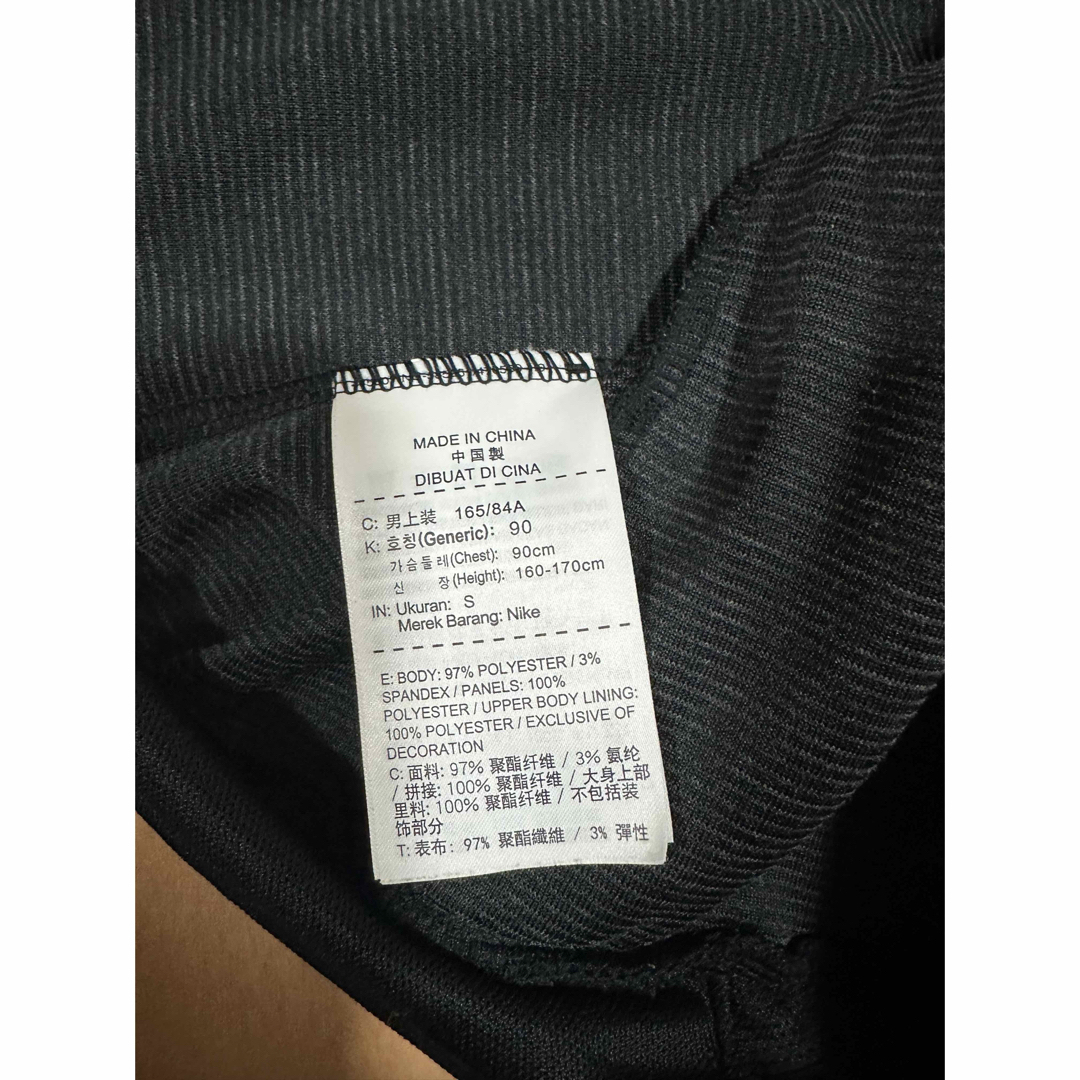 MADE IN CHINA
中国製
DIBUAT DI CINA
C: 男上装 165/84A
K: 호칭(Generic): 90
가슴둘레(Chest): 90cm
신 장(Height): 160-170cm
IN: Ukuran: S
Merek Barang: Nike
E: BODY: 97% POLYESTER / 3%
SPANDEX / PANELS: 100%
POLYESTER / UPPER BODY LINING:
100% POLYESTER / EXCLUSIVE OF
DECORATION
C: 面料: 97% 聚酯纤维 / 3% 氨纶
/ 拼接: 100% 聚酯纤维 / 大身上部
里料: 100% 聚酯纤维 / 不包括装
饰部分
T: 表布: 97% 聚酯纖維 / 3% 彈性